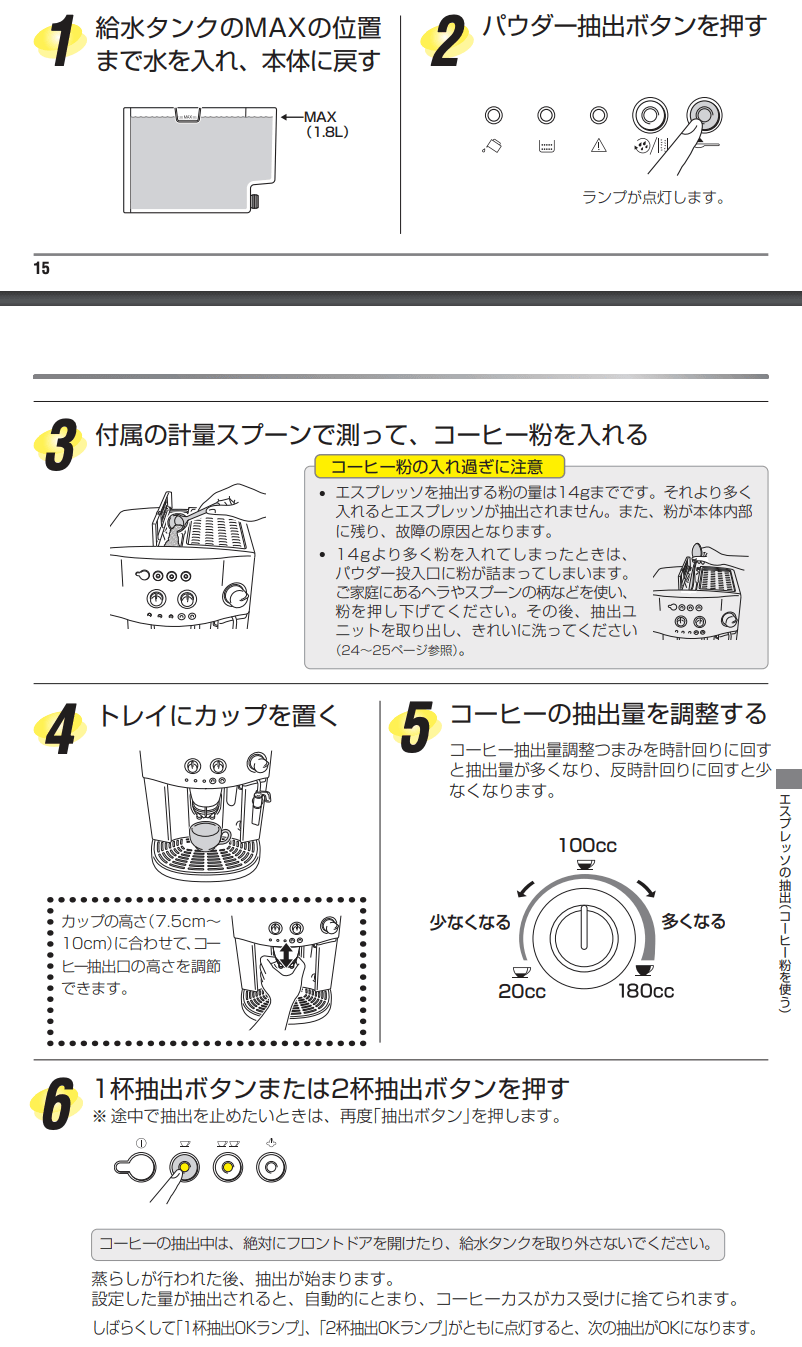 1
給水タンクのMAXの位置
まで水を入れ、本体に戻す
MAX
MAX
（1.8L）
2
パウダー抽出ボタンを押す
ランプが点灯します。
15
3
付属の計量スプーンで測って、コーヒー粉を入れる
コーヒー粉の入れ過ぎに注意
• エスプレッソを抽出する粉の量は14gまでです。それより多く
入れるとエスプレッソが抽出されません。また、粉が本体内部
に残り、故障の原因となります。
• 14gより多く粉を入れてしまったときは、
パウダー投入口に粉が詰まってしまいます。
ご家庭にあるヘラやスプーンの柄などを使い、
粉を押し下げてください。その後、抽出ユ
ニットを取り出し、きれいに洗ってください
（24〜25ページ参照）。
4
トレイにカップを置く
カップの高さ（7.5cm〜
10cm）に合わせて、コー
ヒー抽出口の高さを調節
できます。
5
コーヒーの抽出量を調整する
コーヒー抽出量調整つまみを時計回りに回す
と抽出量が多くなり、反時計回りに回すと少
なくなります。
100cc
少なくなる
多くなる
20cc
180cc
エスプレッソの抽出（コーヒー粉を使う）
6
1杯抽出ボタンまたは2杯抽出ボタンを押す
※ 途中で抽出を止めたいときは、再度「抽出ボタン」を押します。
コーヒーの抽出中は、絶対にフロントドアを開けたり、給水タンクを取り外さないでください。
蒸らしが行われた後、抽出が始まります。
設定した量が抽出されると、自動的にとまり、コーヒーカスがカス受けに捨てられます。
しばらくして「1杯抽出OKランプ」、「2杯抽出OKランプ」がともに点灯すると、次の抽出がOKになります。